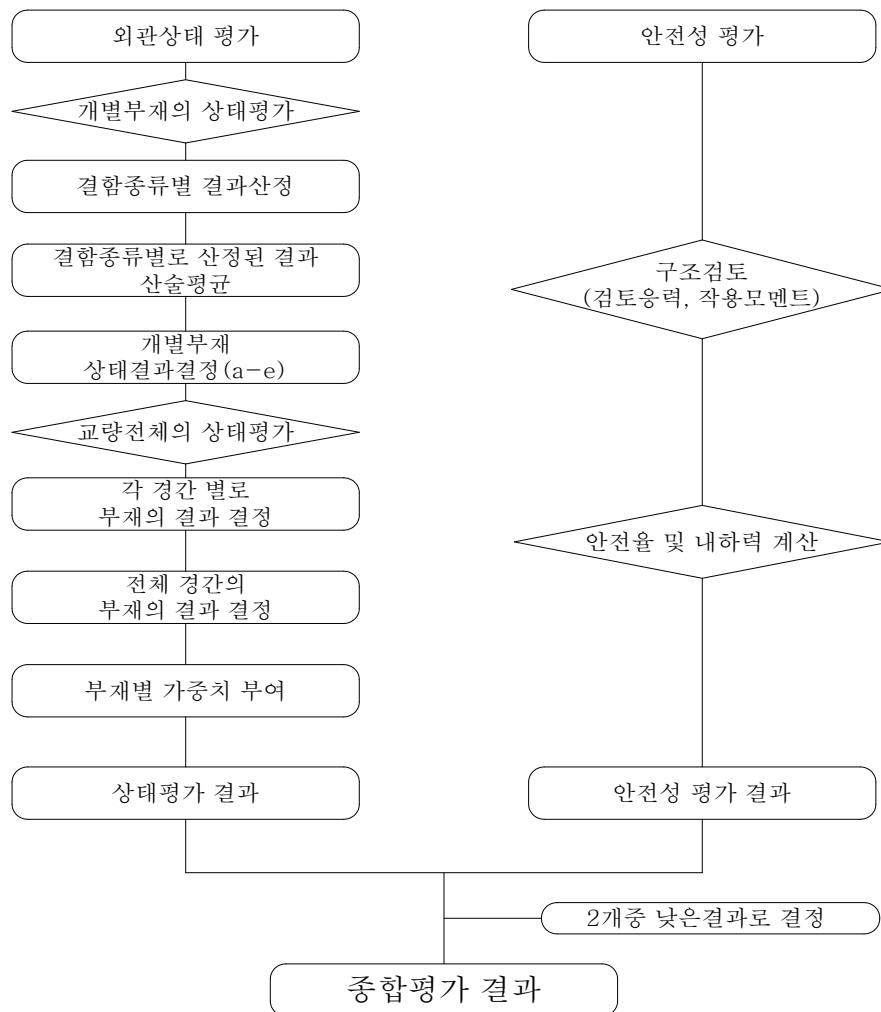 외관상태 평가
개별부재의 상태평가
결함종류별 결과산정
결함종류별로 산정된 결과
산술평균
개별부재
상태결과결정(a-e)
교량전체의 상태평가
각 경간 별로
부재의 결과 결정
전체 경간의
부재의 결과 결정
부재별 가중치 부여
상태평가 결과
안전성 평가
구조검토
(검토응력, 작용모멘트)
안전율 및 내하력 계산
안전성 평가 결과
2개중 낮은결과로 결정
종합평가 결과